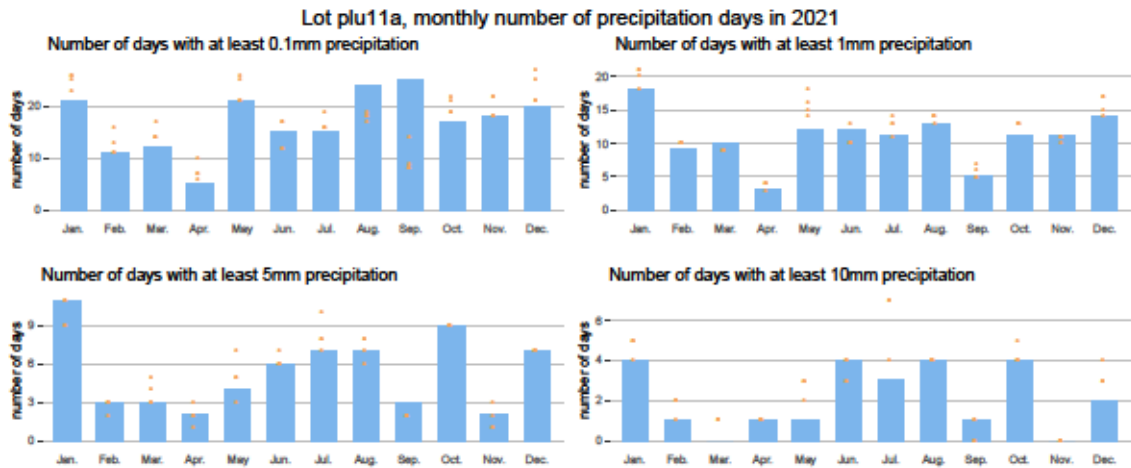 Lot plu11a, monthly number of precipitation days in 2021
Number of days with at least 0.1mm precipitation
number of days
20
10
0
Jan. Feb. Mar. Apr. May Jun. Jul. Aug. Sep. Oct. Nov. Dec.
Number of days with at least 1mm precipitation
number of days
20
15
10
5
0
Jan. Feb. Mar. Apr. May Jun. Jul. Aug. Sep. Oct. Nov. Dec.
Number of days with at least 5mm precipitation
number of days
9
6
3
0
Jan. Feb. Mar. Apr. May Jun. Jul. Aug. Sep. Oct. Nov. Dec.
Number of days with at least 10mm precipitation
number of days
6
4
2
0
Jan. Feb. Mar. Apr. May Jun. Jul. Aug. Sep. Oct. Nov. Dec.